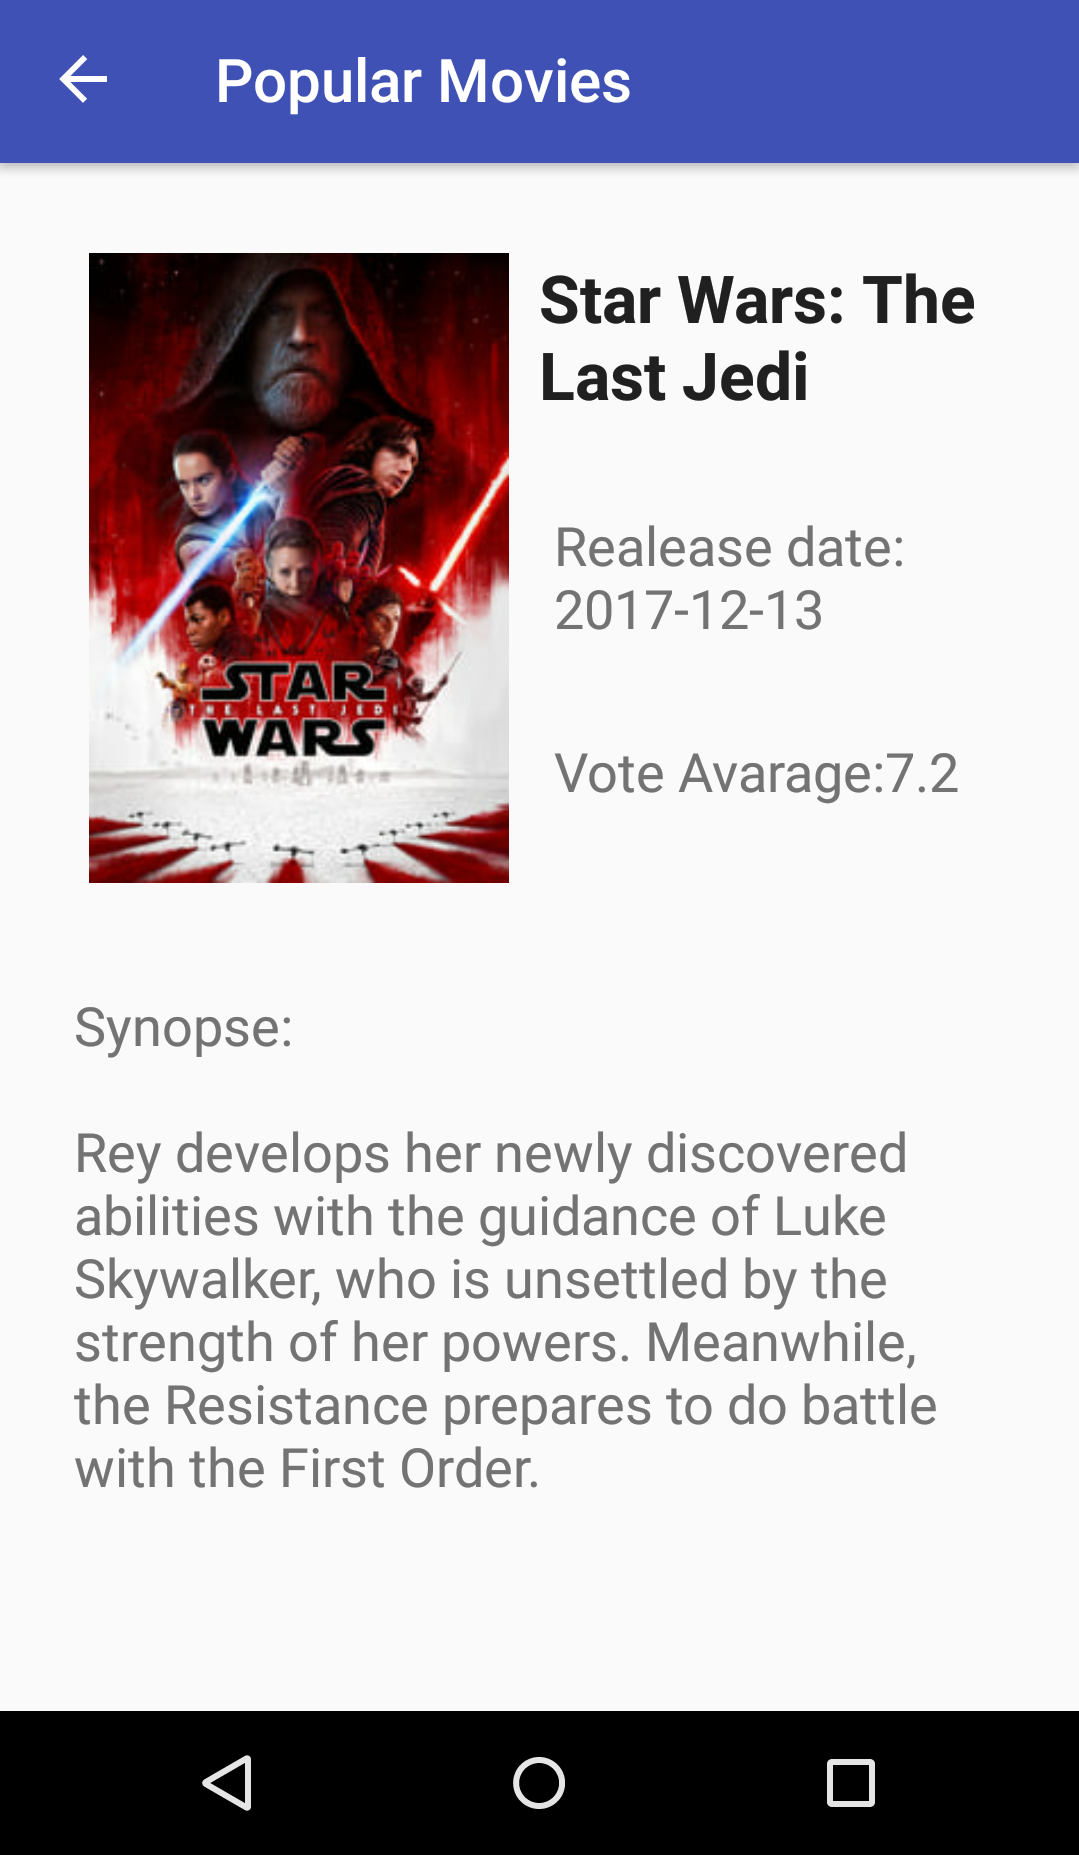 Popular Movies
Star Wars: The
Last Jedi
Realease date:
2017-12-13
Vote Avarage:7.2
STAR
THE LAST JEDI
WARS
Synopse:
Rey develops her newly discovered
abilities with the guidance of Luke
Skywalker, who is unsettled by the
strength of her powers. Meanwhile,
the Resistance prepares to do battle
with the First Order.